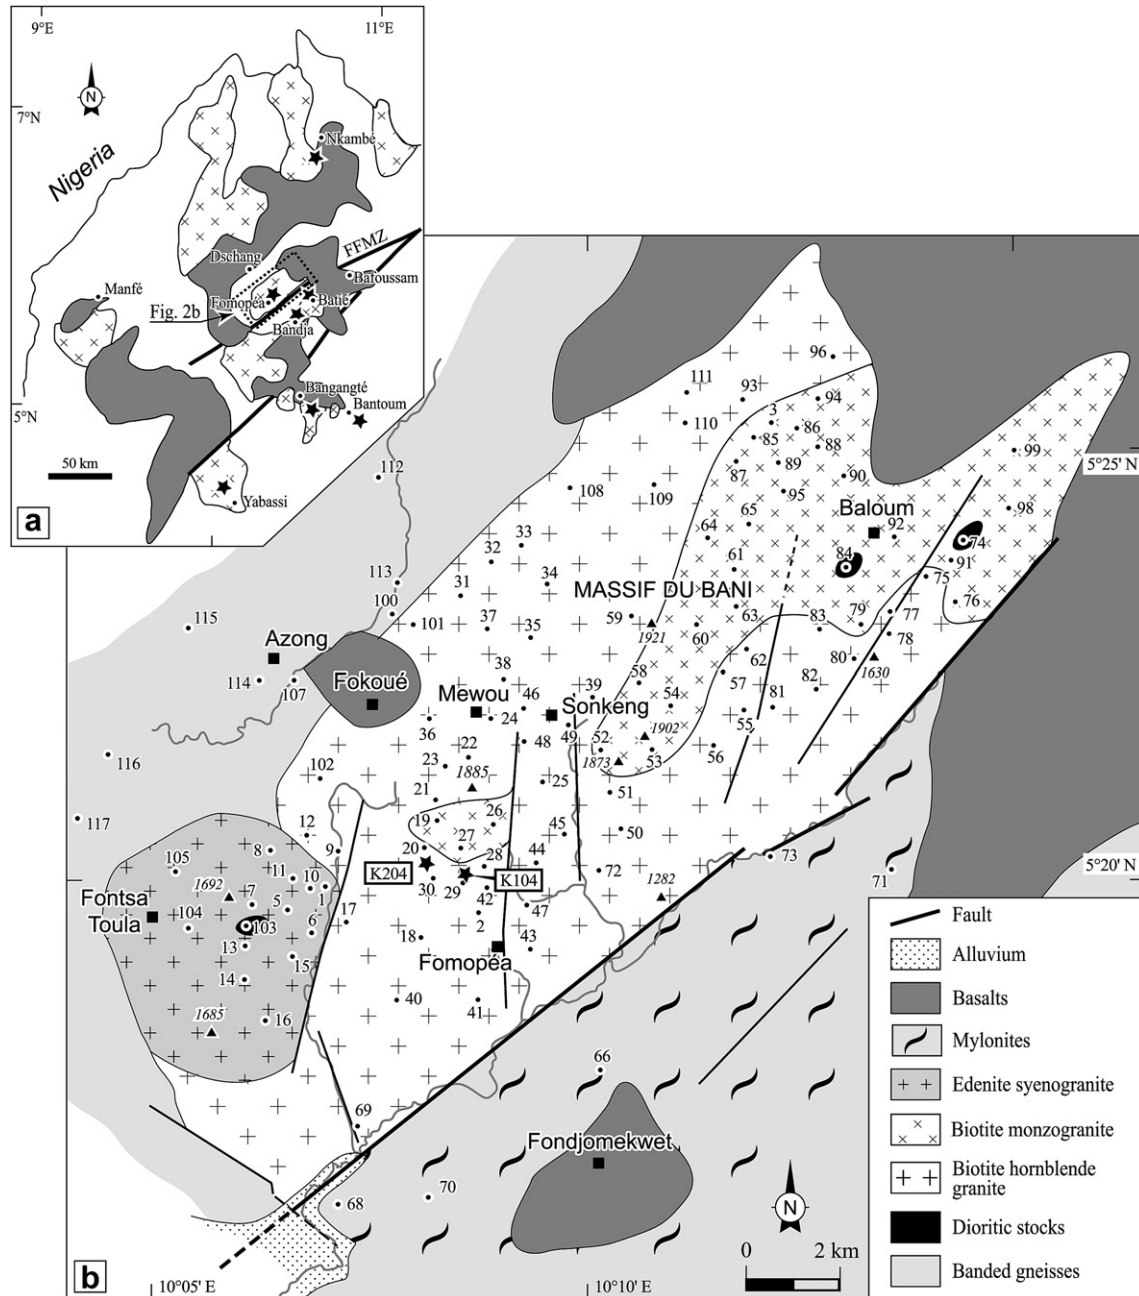 9°E
11°E
N
7°N
Nigeria
Nkambé
FFMZ
Dschang
Bafoussam
Manfé
Fomopéa
Batié
Fig. 2b
Bandja
Bangangté
Bantoum
5°N
50 km
Yabassi
a
96
111
93
94
3
110
86
85
88
99
5°25' N
87
89
90
112
108
109
95
98
Baloum
64
65
92
33
74
32
84
91
61
113
31
34
MASSIF DU BANI
75
76
100
59
63
79
77
115
101
37
35
1921
60
83
78
Azong
62
80
1630
38
58
57
114
107
Fokoué
82
Mewou
46
39
54
81
24
Sonkeng
55
36
49
1902
22
48
52
116
23
1885
1873
53
56
102
25
21
51
117
19
26
12
45
50
9
20
27
8
28
44
73
5°20' N
105
K204
11
10
30
29
K104
72
71
1692
7
1
42
1282
Fontsa
Toula
104
5
17
2
47
103
6
18
13
43
Fomopéa
15
14
40
41
1685
16
66
69
Fondjomekwet
70
68
N
0
2 km
b
10°05' E
10°10' E
Fault
Alluvium
Basalts
Mylonites
Edenite syenogranite
Biotite monzogranite
Biotite hornblende
granite
Dioritic stocks
Banded gneisses